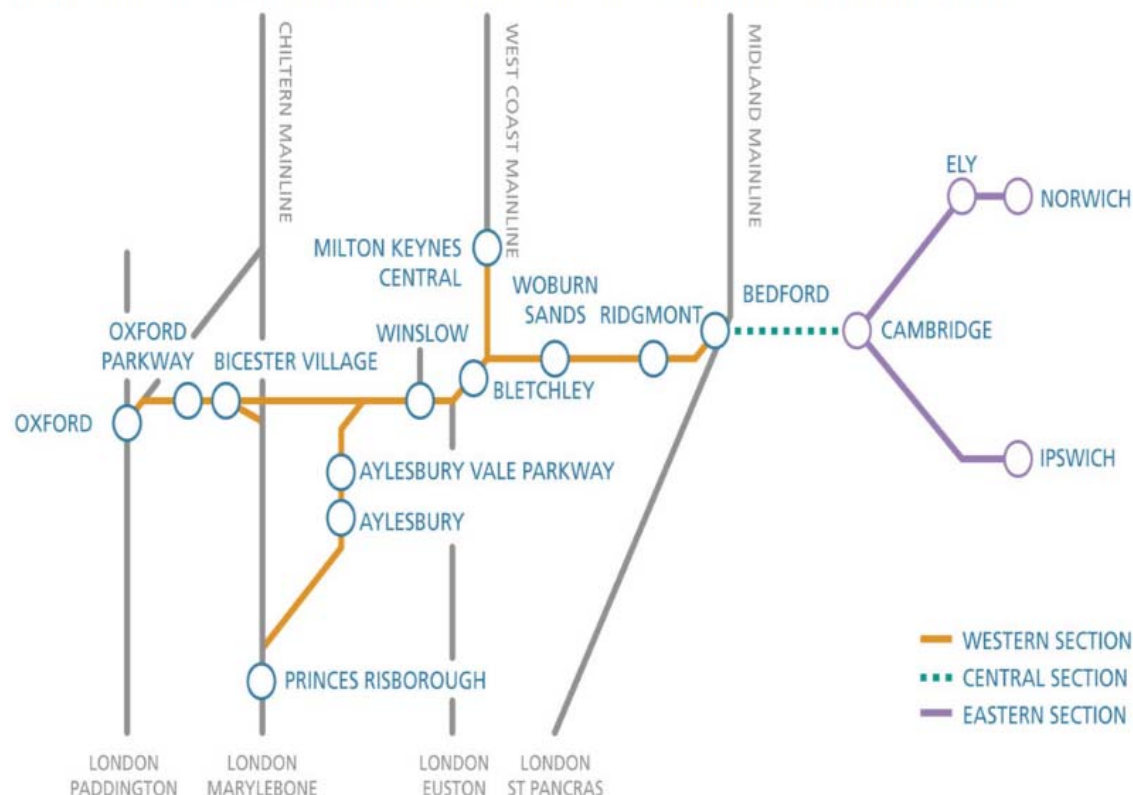 CHILTERN MAINLINE
WEST COAST MAINLINE
MIDLAND MAINLINE
ELY
NORWICH
MILTON KEYNES
CENTRAL
WOBURN
SANDS
RIDGMONT
BEDFORD
CAMBRIDGE
OXFORD
PARKWAY
BICESTER VILLAGE
WINSLOW
BLETCHLEY
OXFORD
AYLESBURY VALE PARKWAY
IPSWICH
AYLESBURY
PRINCES RISBOROUGH
WESTERN SECTION
CENTRAL SECTION
EASTERN SECTION
LONDON
PADDINGTON
LONDON
MARYLEBONE
LONDON
EUSTON
LONDON
ST PANCRAS